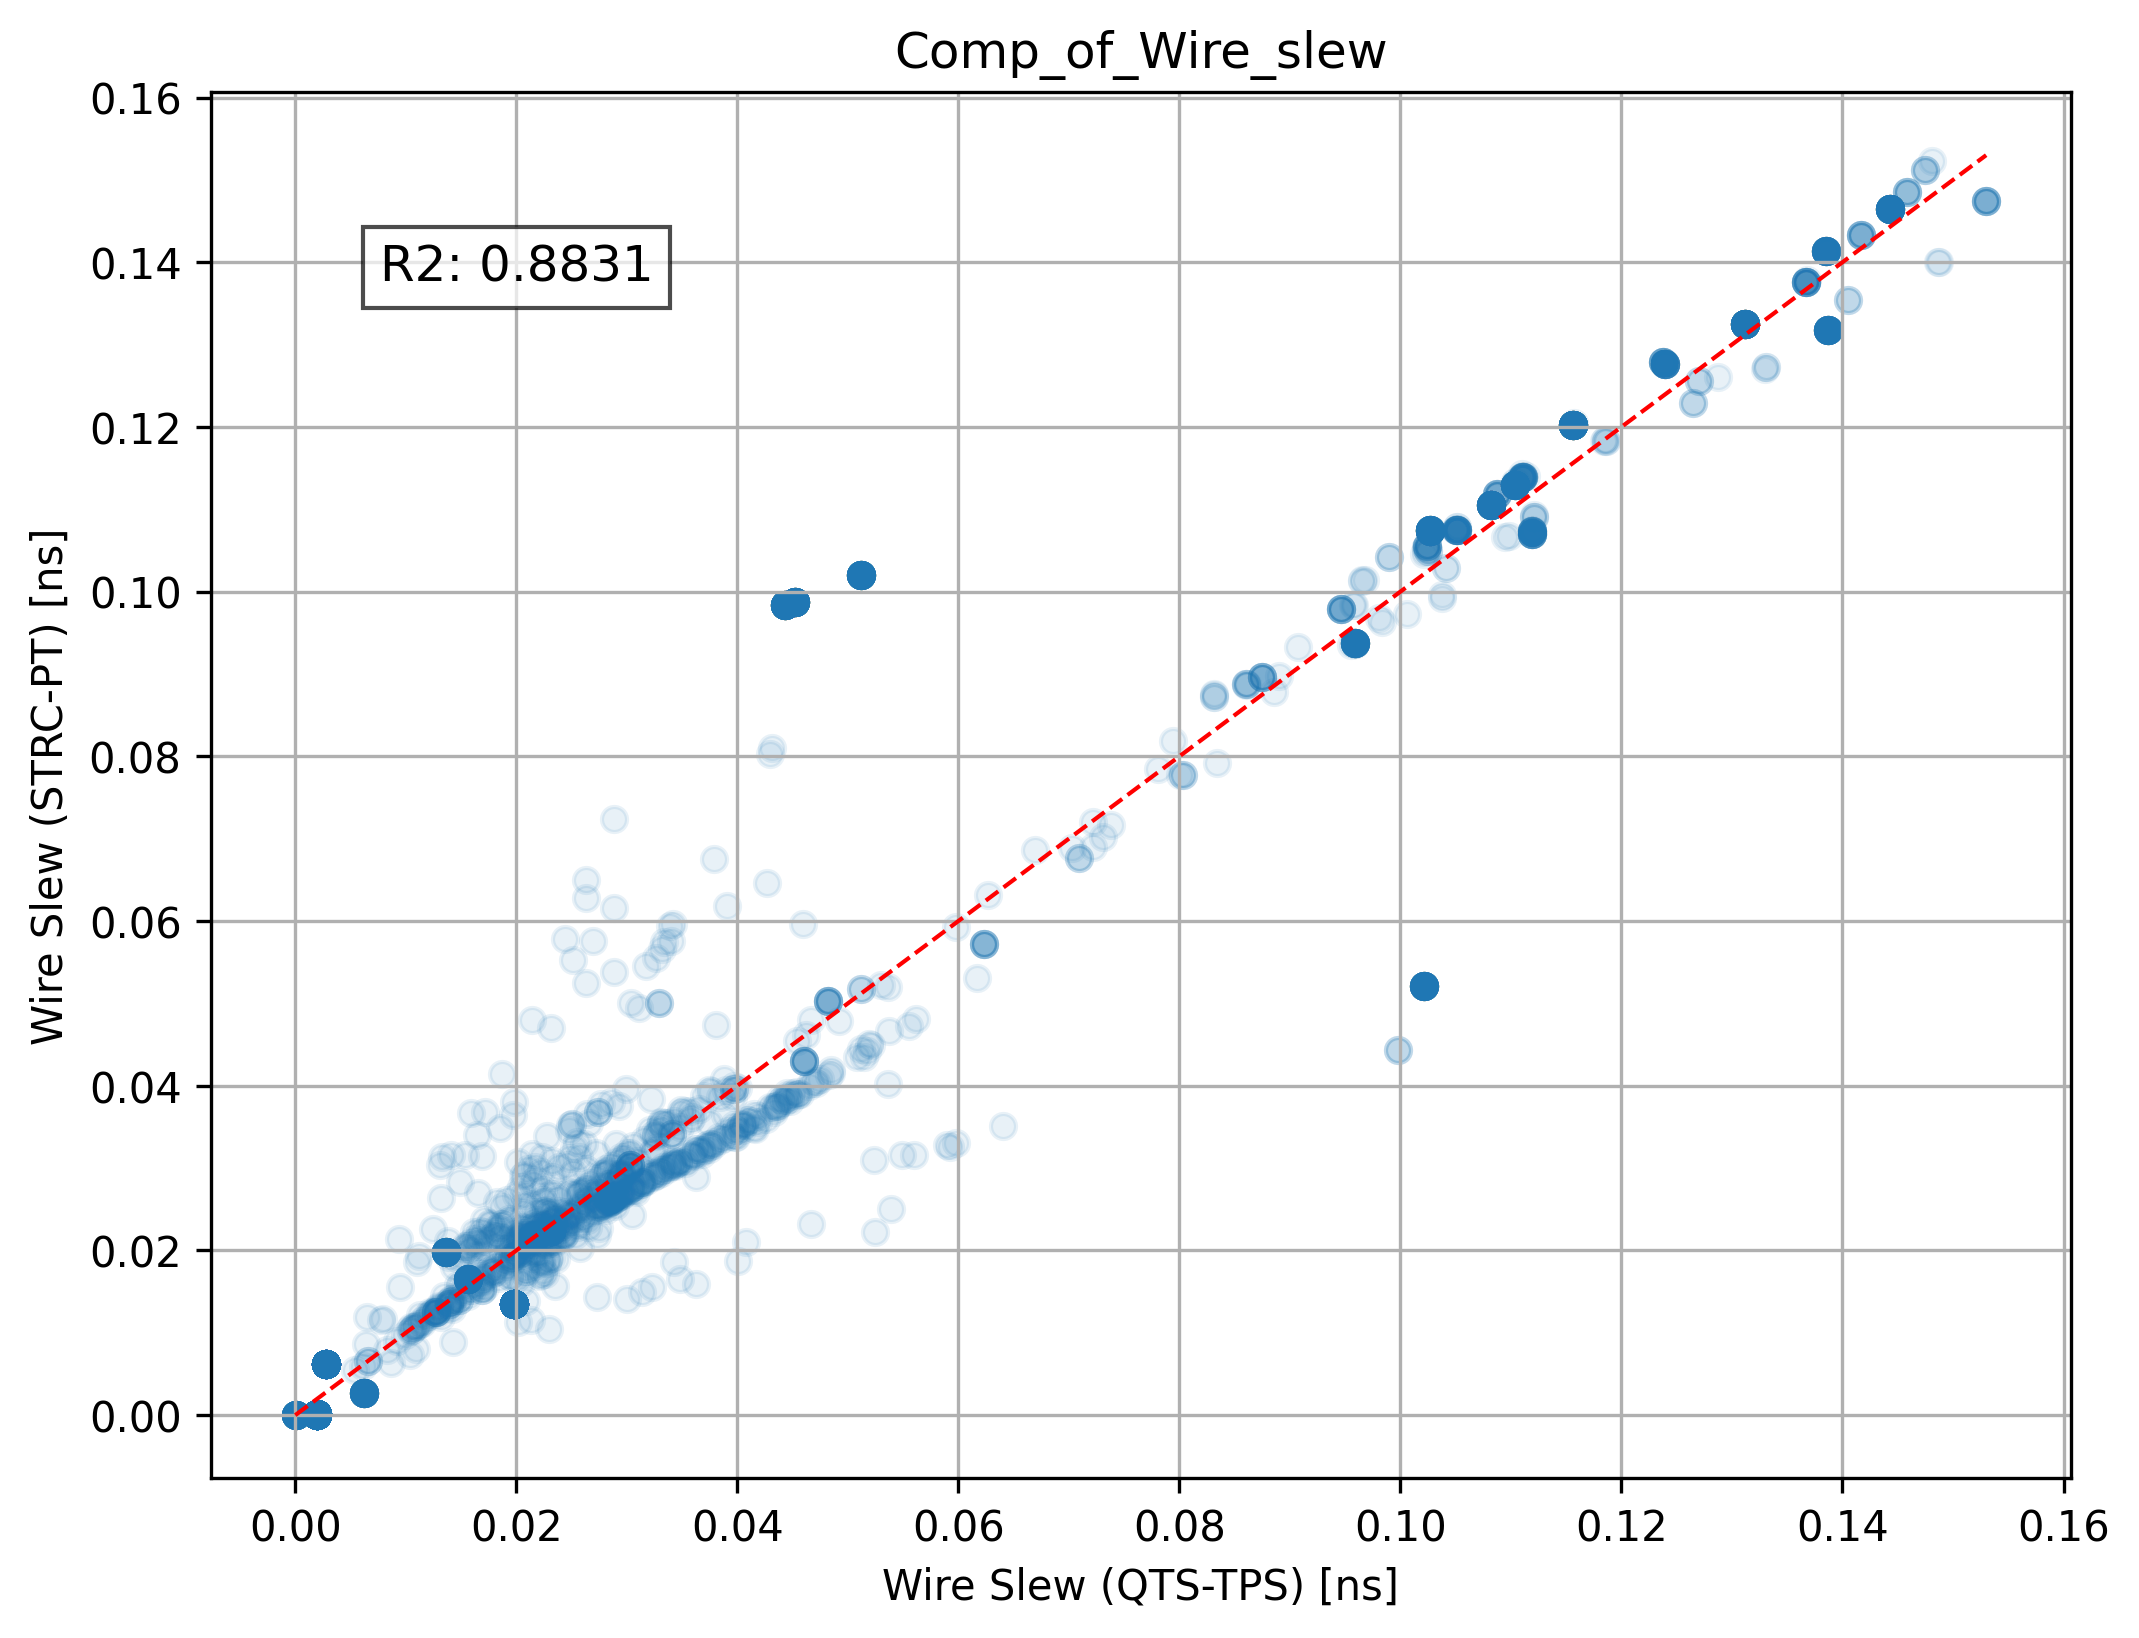 Comp_of_Wire_slew
0.16
0.14
0.12
0.10
0.08
0.06
0.04
0.02
0.00
Wire Slew (STRC-PT) [ns]
R2: 0.8831
0.00 0.02 0.04 0.06 0.08 0.10 0.12 0.14 0.16
Wire Slew (QTS-TPS) [ns]